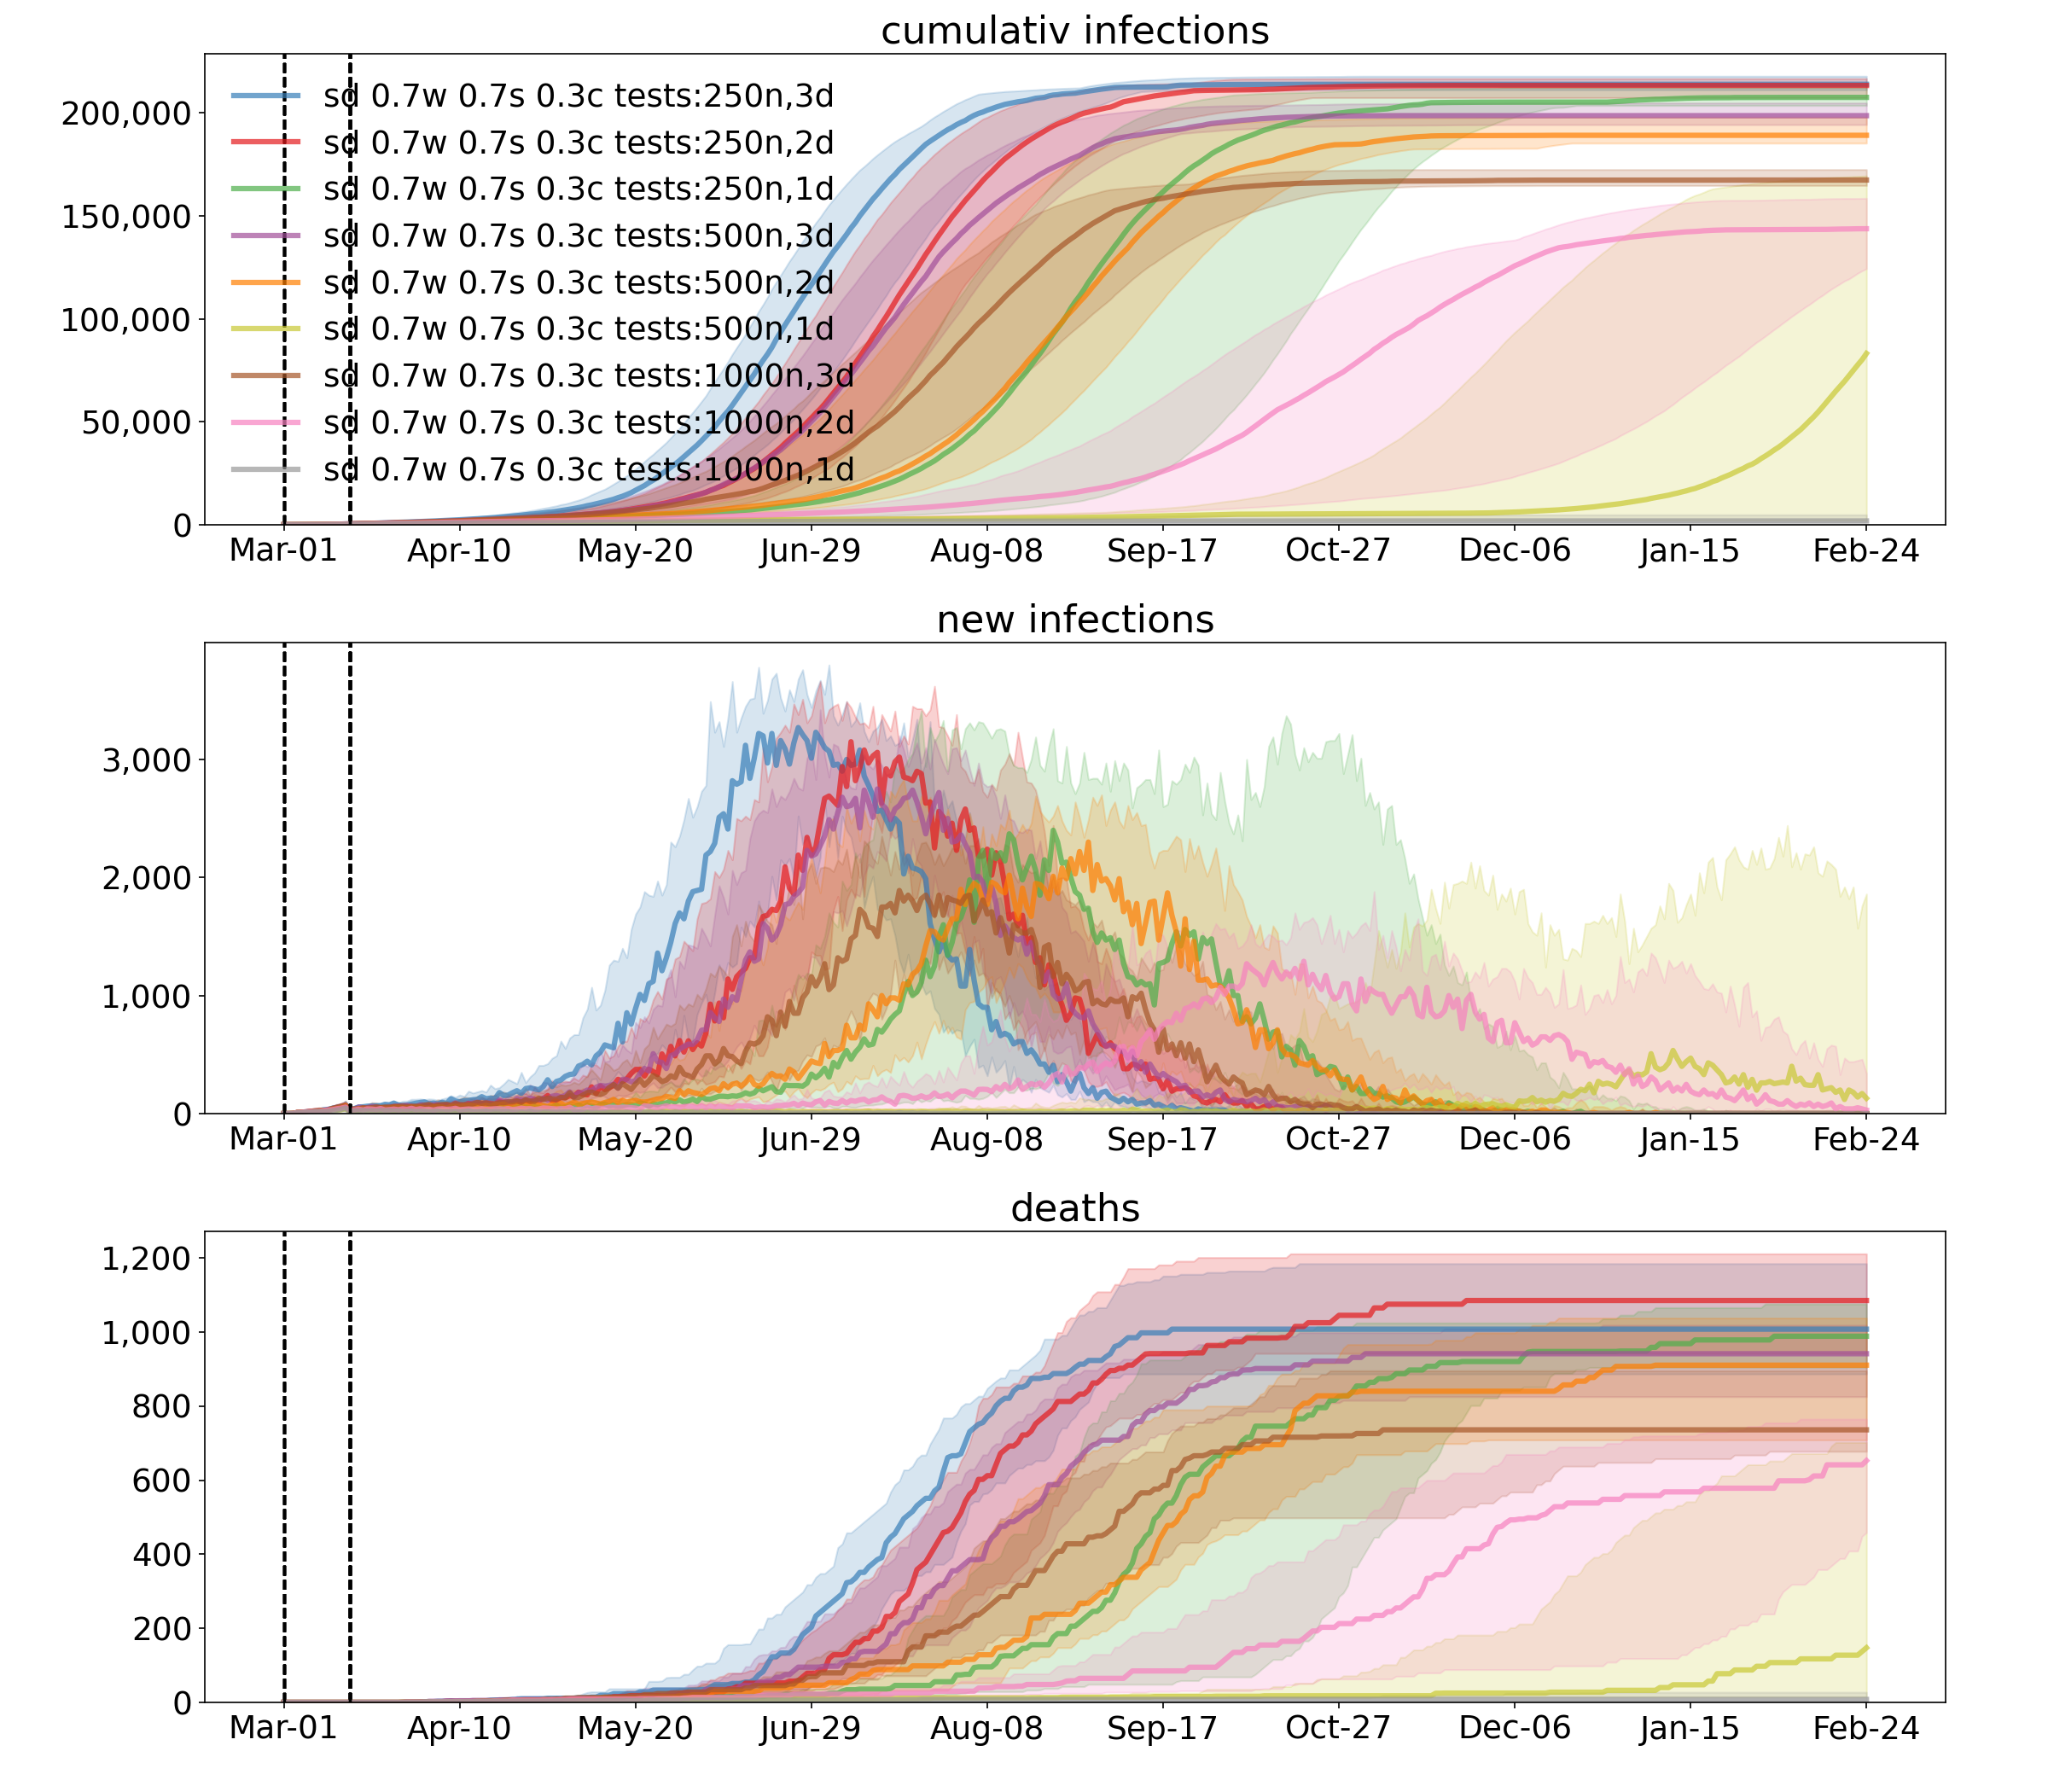 cumulativ infections
200,000
150,000
100,000
50,000
0
sd 0.7w 0.7s 0.3c tests:250n,3d
sd 0.7w 0.7s 0.3c tests:250n,2d
sd 0.7w 0.7s 0.3c tests:250n,1d
sd 0.7w 0.7s 0.3c tests:500n,3d
sd 0.7w 0.7s 0.3c tests:500n,2d
sd 0.7w 0.7s 0.3c tests:500n,1d
sd 0.7w 0.7s 0.3c tests:1000n,3d
sd 0.7w 0.7s 0.3c tests:1000n,2d
sd 0.7w 0.7s 0.3c tests:1000n,1d
Mar-01 Apr-10 May-20 Jun-29 Aug-08 Sep-17 Oct-27 Dec-06 Jan-15 Feb-24
new infections
3,000
2,000
1,000
0
Mar-01 Apr-10 May-20 Jun-29 Aug-08 Sep-17 Oct-27 Dec-06 Jan-15 Feb-24
deaths
1,200
1,000
800
600
400
200
0
Mar-01 Apr-10 May-20 Jun-29 Aug-08 Sep-17 Oct-27 Dec-06 Jan-15 Feb-24